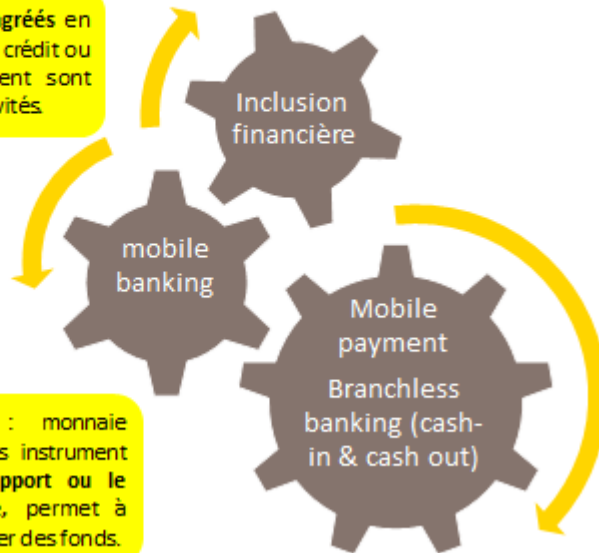 agréés en
crédit ou
ent sont
vités.
Inclusion
financière
mobile
banking
Mobile
payment
Branchless
banking (cash-
in & cash out)
: monnaie
s instrument
pport ou le
, permet à
er des fonds.